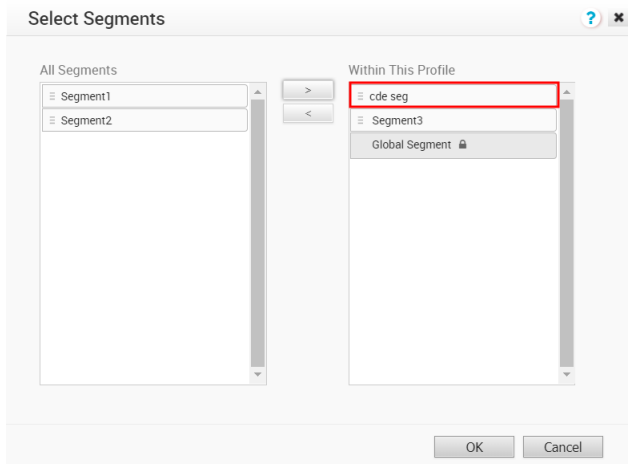 Select Segments
?
All Segments
Within This Profile
Segment1
Segment2
>
<
cde seg
Segment3
Global Segment
OK
Cancel